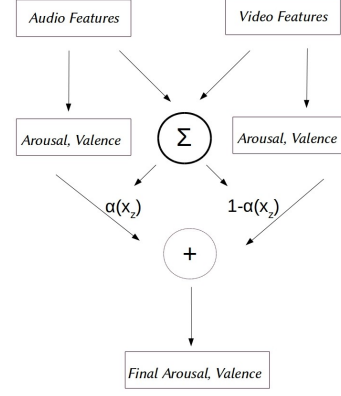 Audio Features
Video Features
Σ
Arousal, Valence
Arousal, Valence
α(x_z)
1-α(x_z)
+
Final Arousal, Valence